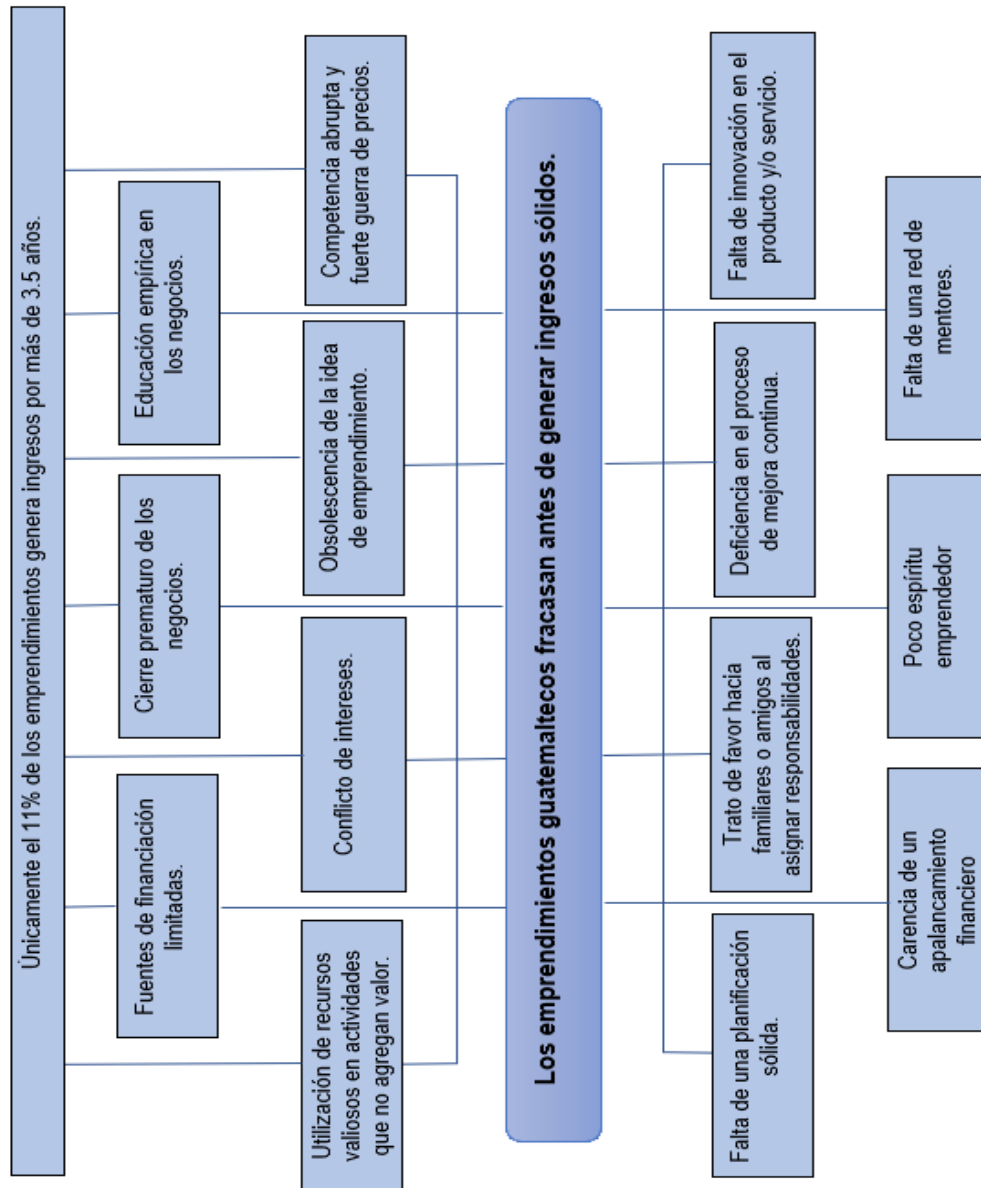 Únicamente el 11% de los emprendimientos genera ingresos por más de 3.5 años.
Fuentes de financiación
limitadas.
Cierre prematuro de los
negocios.
Educación empírica en
los negocios.
Utilización de recursos
valiosos en actividades
que no agregan valor.
Conflicto de intereses.
Obsolescencia de la idea
de emprendimiento.
Competencia abrupta y
fuerte guerra de precios.
Los emprendimientos guatemaltecos fracasan antes de generar ingresos sólidos.
Falta de una planificación
sólida.
Trato de favor hacia
familiares o amigos al
asignar responsabilidades.
Deficiencia en el proceso
de mejora continua.
Falta de innovación en el
producto y/o servicio.
Carencia de un
apalancamiento
financiero
Poco espíritu
emprendedor
Falta de una red de
mentores.